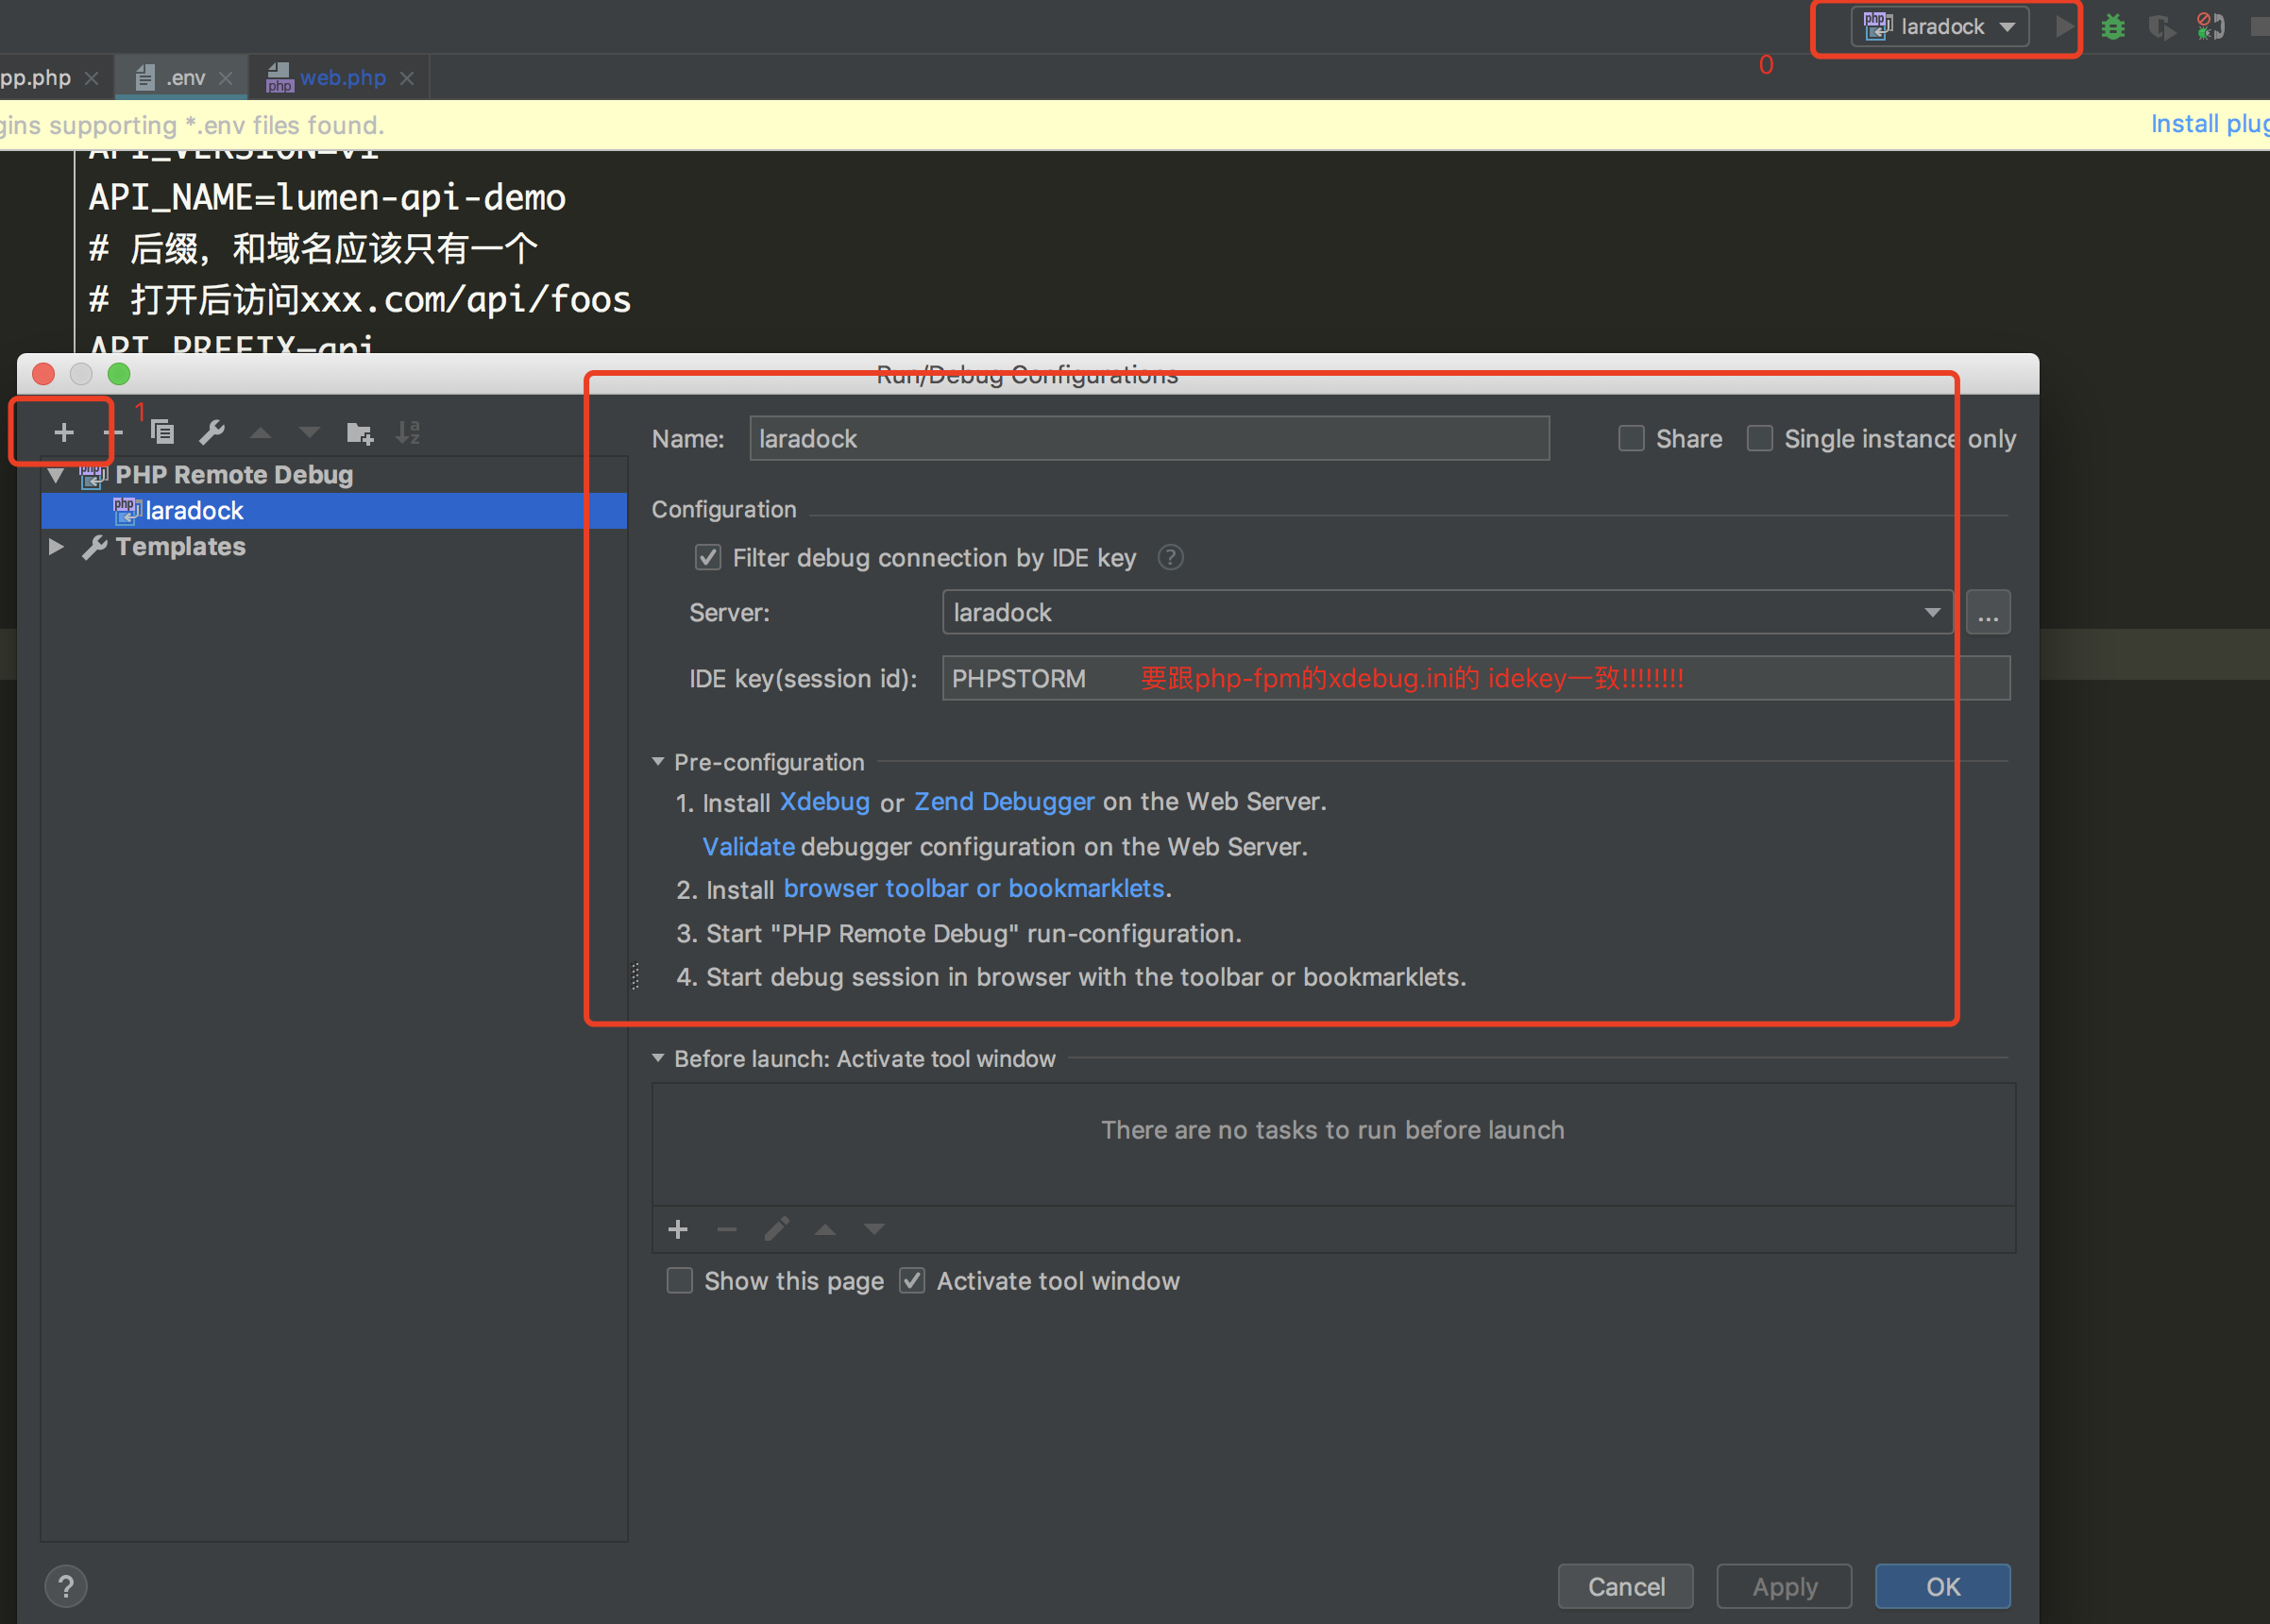 laradock
0
pp.php
.env
web.php
gins supporting *.env files found.
Install plug
API_VERSION=v1
API_NAME=lumen-api-demo
# 后缀，和域名应该只有一个
# 打开后访问xxx.com/api/foos
API_PREFIX=api
Run/Debug Configurations
1
PHP Remote Debug
laradock
Templates
Name:
laradock
Share
Single instance only
Configuration
Filter debug connection by IDE key
Server:
laradock
...
IDE key(session id):
PHPSTORM
要跟php-fpm的xdebug.ini的 idekey一致!!!!!!!!
Pre-configuration
1. Install Xdebug or Zend Debugger on the Web Server.
Validate debugger configuration on the Web Server.
2. Install browser toolbar or bookmarklets.
3. Start "PHP Remote Debug" run-configuration.
4. Start debug session in browser with the toolbar or bookmarklets.
Before launch: Activate tool window
There are no tasks to run before launch
Show this page
Activate tool window
?
Cancel
Apply
OK